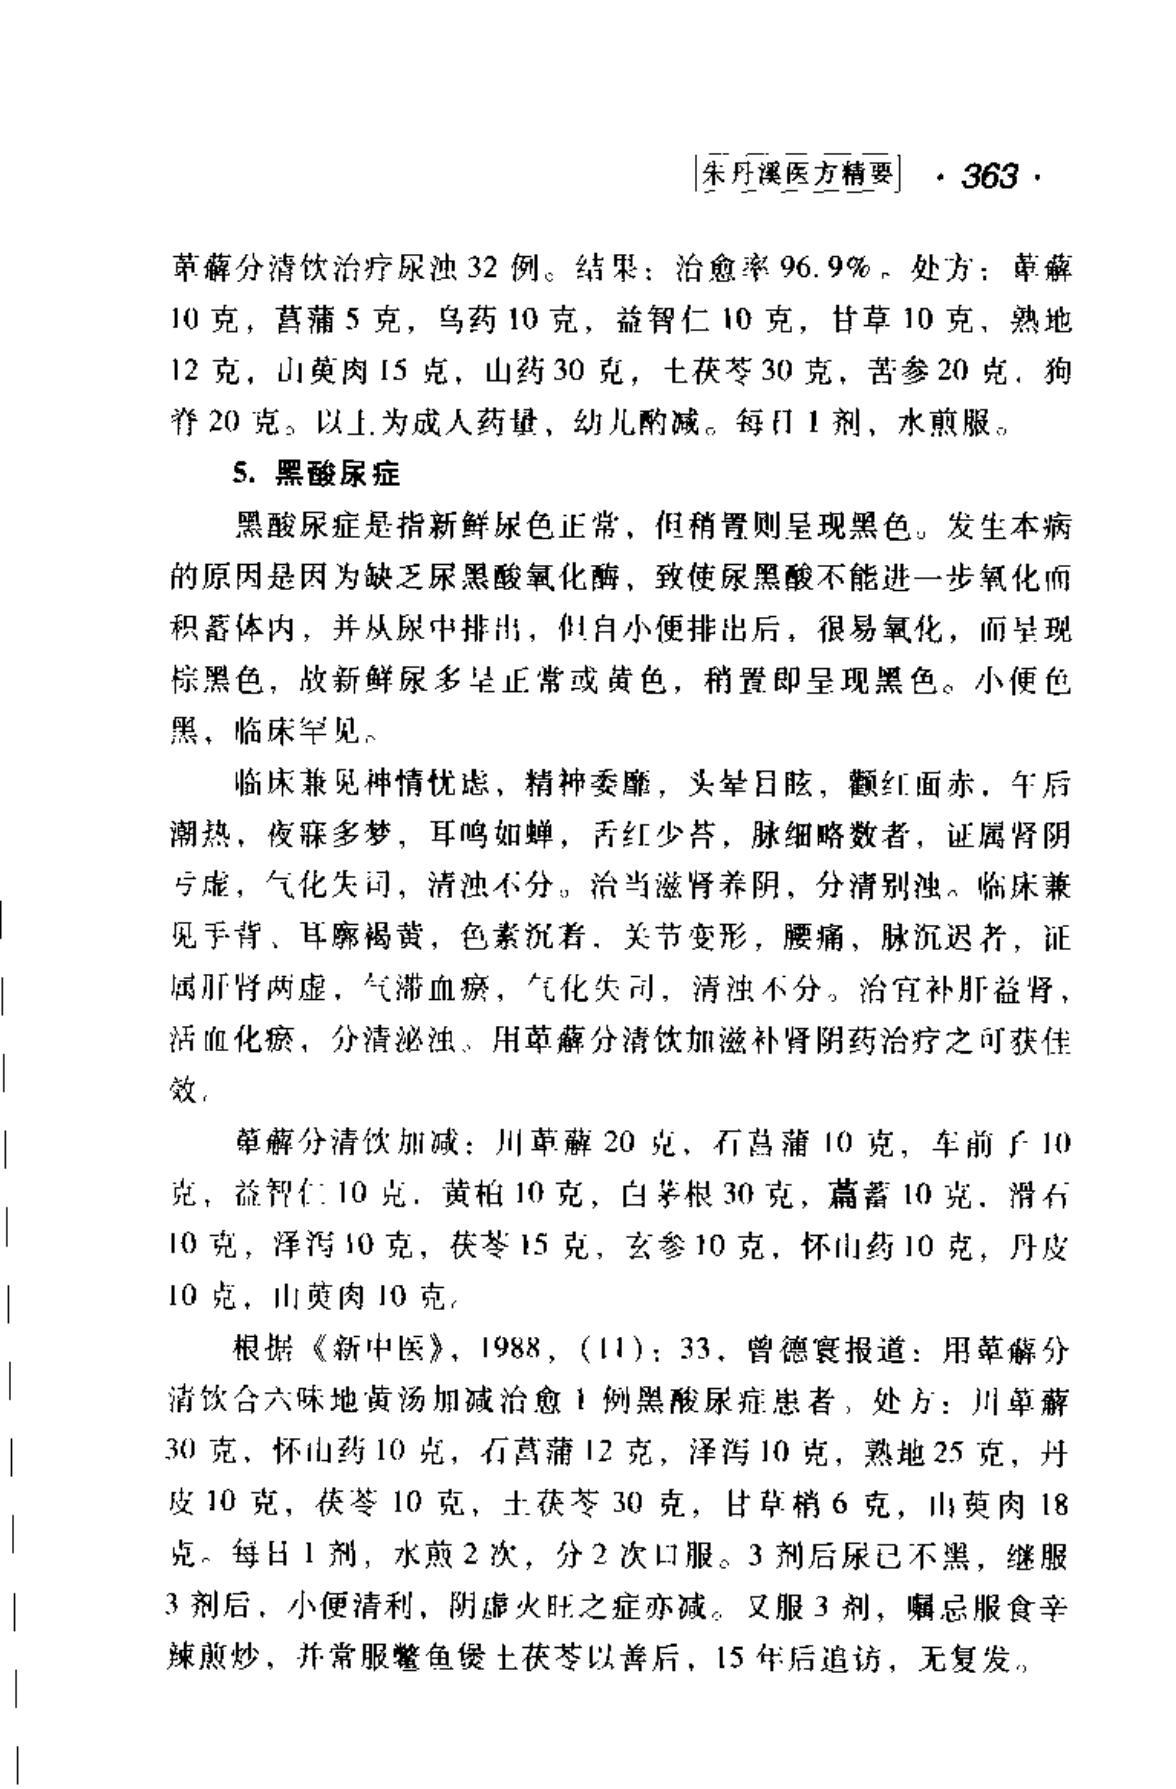 朱丹溪医方精要 · 363 ·
萆薢分清饮治疗尿浊 32 例。结果：治愈率 96.9%。处方：萆薢
10 克，菖蒲 5 克，乌药 10 克，益智仁 10 克，甘草 10 克，熟地
12 克，山萸肉 15 克，山药 30 克，土茯苓 30 克，苦参 20 克，狗
脊 20 克。以上为成人药量，幼儿酌减。每日 1 剂，水煎服。
5. 黑酸尿症
黑酸尿症是指新鲜尿色正常，但稍置则呈现黑色。发生本病
的原因是因为缺乏尿黑酸氧化酶，致使尿黑酸不能进一步氧化而
积蓄体内，并从尿中排出，但自小便排出后，很易氧化，而呈现
棕黑色，故新鲜尿多呈正常或黄色，稍置即呈现黑色。小便色
黑，临床罕见。
临床兼见神情忧虑，精神委靡，头晕目眩，颧红面赤，午后
潮热，夜寐多梦，耳鸣如蝉，舌红少苔，脉细略数者，证属肾阴
亏虚，气化失司，清浊不分。治当滋肾养阴，分清别浊。临床兼
见手背、耳廓褐黄，色素沉着，关节变形，腰痛，脉沉迟者，证
属肝肾两虚，气滞血瘀，气化失司，清浊不分。治宜补肝益肾，
活血化瘀，分清泌浊。用萆薢分清饮加滋补肾阴药治疗之可获佳
效。
萆薢分清饮加减：川萆薢 20 克，石菖蒲 10 克，车前子 10
克，益智仁 10 克，黄柏 10 克，白茅根 30 克，萹蓄 10 克，滑石
10 克，泽泻 10 克，茯苓 15 克，玄参 10 克，怀山药 10 克，丹皮
10 克，山萸肉 10 克。
根据《新中医》，1988，（11）：33，曾德寰报道：用萆薢分
清饮合六味地黄汤加减治愈 1 例黑酸尿症患者。处方：川萆薢
30 克，怀山药 10 克，石菖蒲 12 克，泽泻 10 克，熟地 25 克，丹
皮 10 克，茯苓 10 克，土茯苓 30 克，甘草梢 6 克，山萸肉 18
克。每日 1 剂，水煎 2 次，分 2 次口服。3 剂后尿已不黑，继服
3 剂后，小便清利，阴虚火旺之症亦减。又服 3 剂，嘱忌服食辛
辣煎炒，并常服鳖鱼煲土茯苓以善后，15 年后追访，无复发。